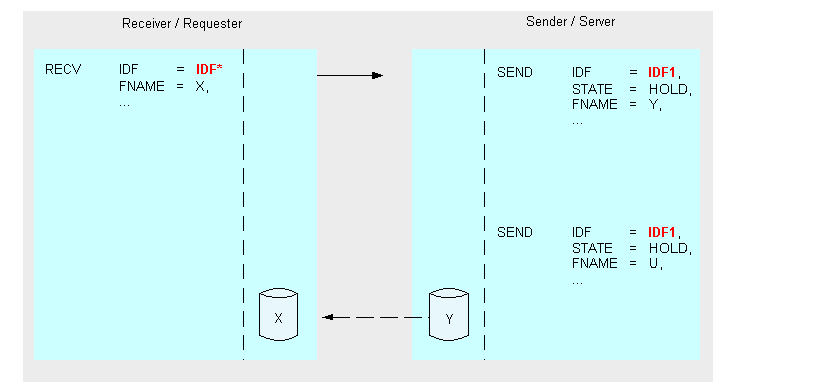 Receiver / Requester
Sender / Server
RECV IDF = IDF*
FNAME = X,
...
SEND IDF = IDF1,
STATE = HOLD,
FNAME = Y,
...
SEND IDF = IDF1,
STATE = HOLD,
FNAME = U,
...
X
Y